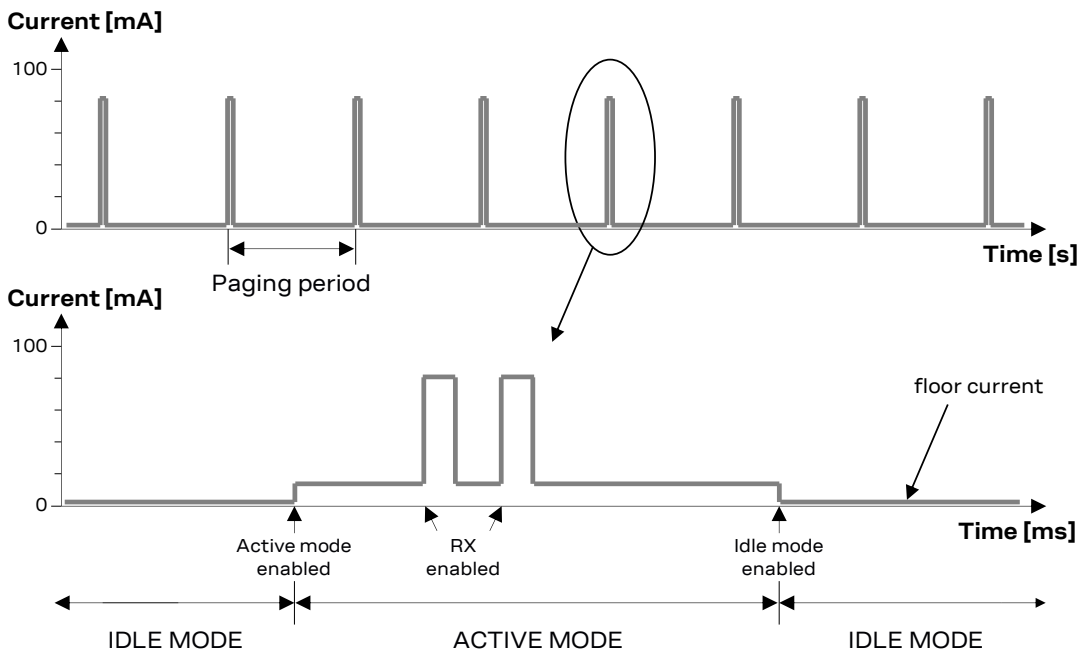 Current [mA]
100
0
Time [s]
Paging period
Current [mA]
100
floor current
0
Time [ms]
Active mode
enabled
RX
enabled
Idle mode
enabled
IDLE MODE
ACTIVE MODE
IDLE MODE